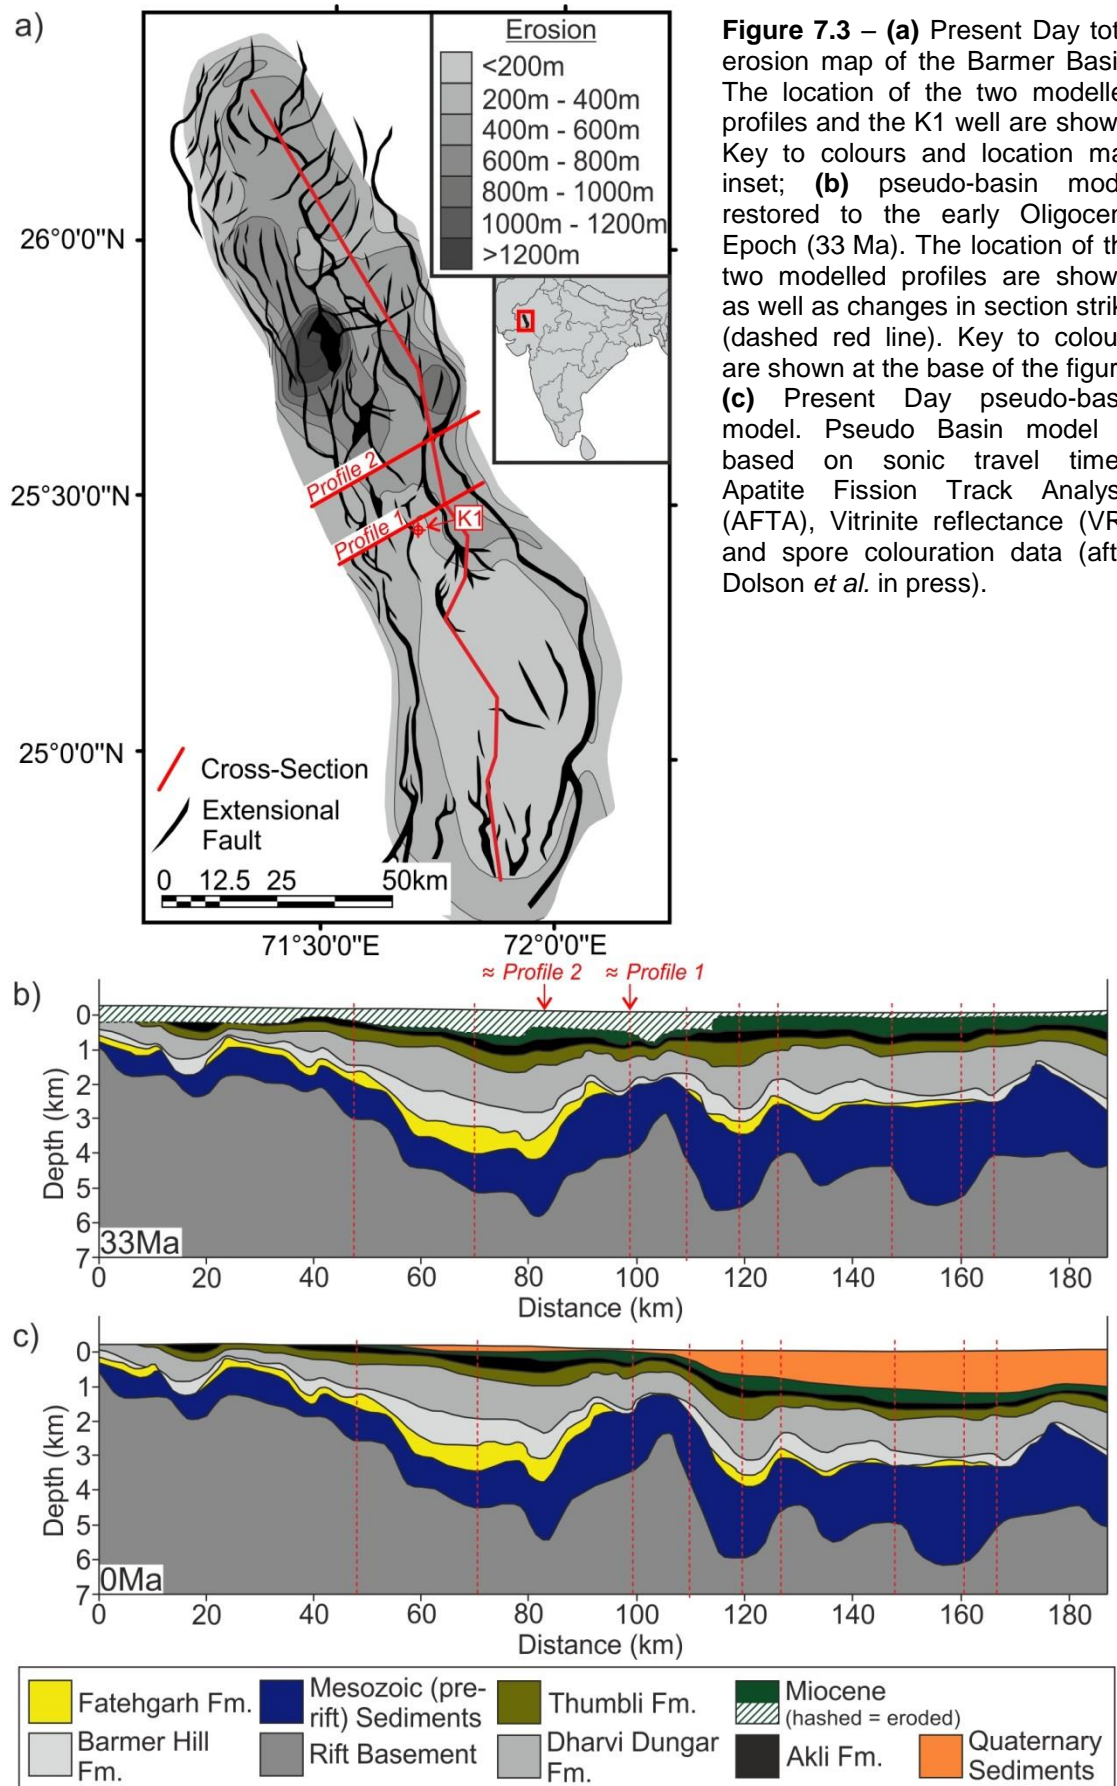 a)
Erosion
<200m
200m - 400m
400m - 600m
600m - 800m
800m - 1000m
1000m - 1200m
>1200m
26°0'0"N
25°30'0"N
25°0'0"N
Profile 2
Profile 1
K1
Cross-Section
Extensional
Fault
0 12.5 25 50km
71°30'0"E 72°0'0"E
Figure 7.3 – (a) Present Day tot
erosion map of the Barmer Basi
The location of the two modelle
profiles and the K1 well are show
Key to colours and location ma
inset; (b) pseudo-basin mod
restored to the early Oligocen
Epoch (33 Ma). The location of th
two modelled profiles are show
as well as changes in section strik
(dashed red line). Key to colou
are shown at the base of the figur
(c) Present Day pseudo-bas
model. Pseudo Basin model
based on sonic travel time
Apatite Fission Track Analys
(AFTA), Vitrinite reflectance (VR
and spore colouration data (aft
Dolson et al. in press).
≈ Profile 2 ≈ Profile 1
b)
0
1
2
3
4
5
6
7
Depth (km)
33Ma
0 20 40 60 80 100 120 140 160 180
Distance (km)
c)
0
1
2
3
4
5
6
7
Depth (km)
0Ma
0 20 40 60 80 100 120 140 160 180
Distance (km)
Fatehgarh Fm.
Barmer Hill
Fm.
Mesozoic (pre-
rift) Sediments
Rift Basement
Thumbli Fm.
Dharvi Dungar
Fm.
Miocene
(hashed = eroded)
Akli Fm.
Quaternary
Sediments